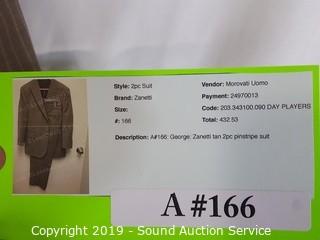 Style: 2pc Suit
Vendor: Morovati Uomo
Brand: Zanetti
Payment: 24970013
Size:
Code: 203.343100.090 DAY PLAYERS
#: 166
Total: 432.53
Description: A#166: George: Zanetti tan 2pc pinstripe suit
A #166
Copyright 2019 - Sound Auction Service